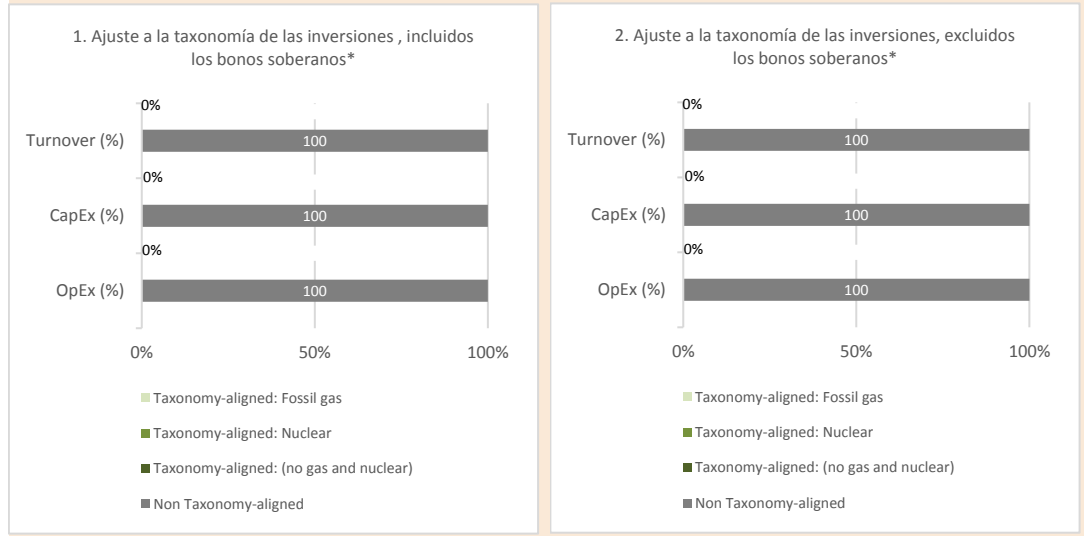 1. Ajuste a la taxonomía de las inversiones , incluidos
los bonos soberanos*
0%
Turnover (%)
100
0%
CapEx (%)
100
0%
OpEx (%)
100
0% 50% 100%
Taxonomy-aligned: Fossil gas
Taxonomy-aligned: Nuclear
Taxonomy-aligned: (no gas and nuclear)
Non Taxonomy-aligned
2. Ajuste a la taxonomía de las inversiones, excluidos
los bonos soberanos*
0%
Turnover (%)
100
0%
CapEx (%)
100
0%
OpEx (%)
100
0% 50% 100%
Taxonomy-aligned: Fossil gas
Taxonomy-aligned: Nuclear
Taxonomy-aligned: (no gas and nuclear)
Non Taxonomy-aligned